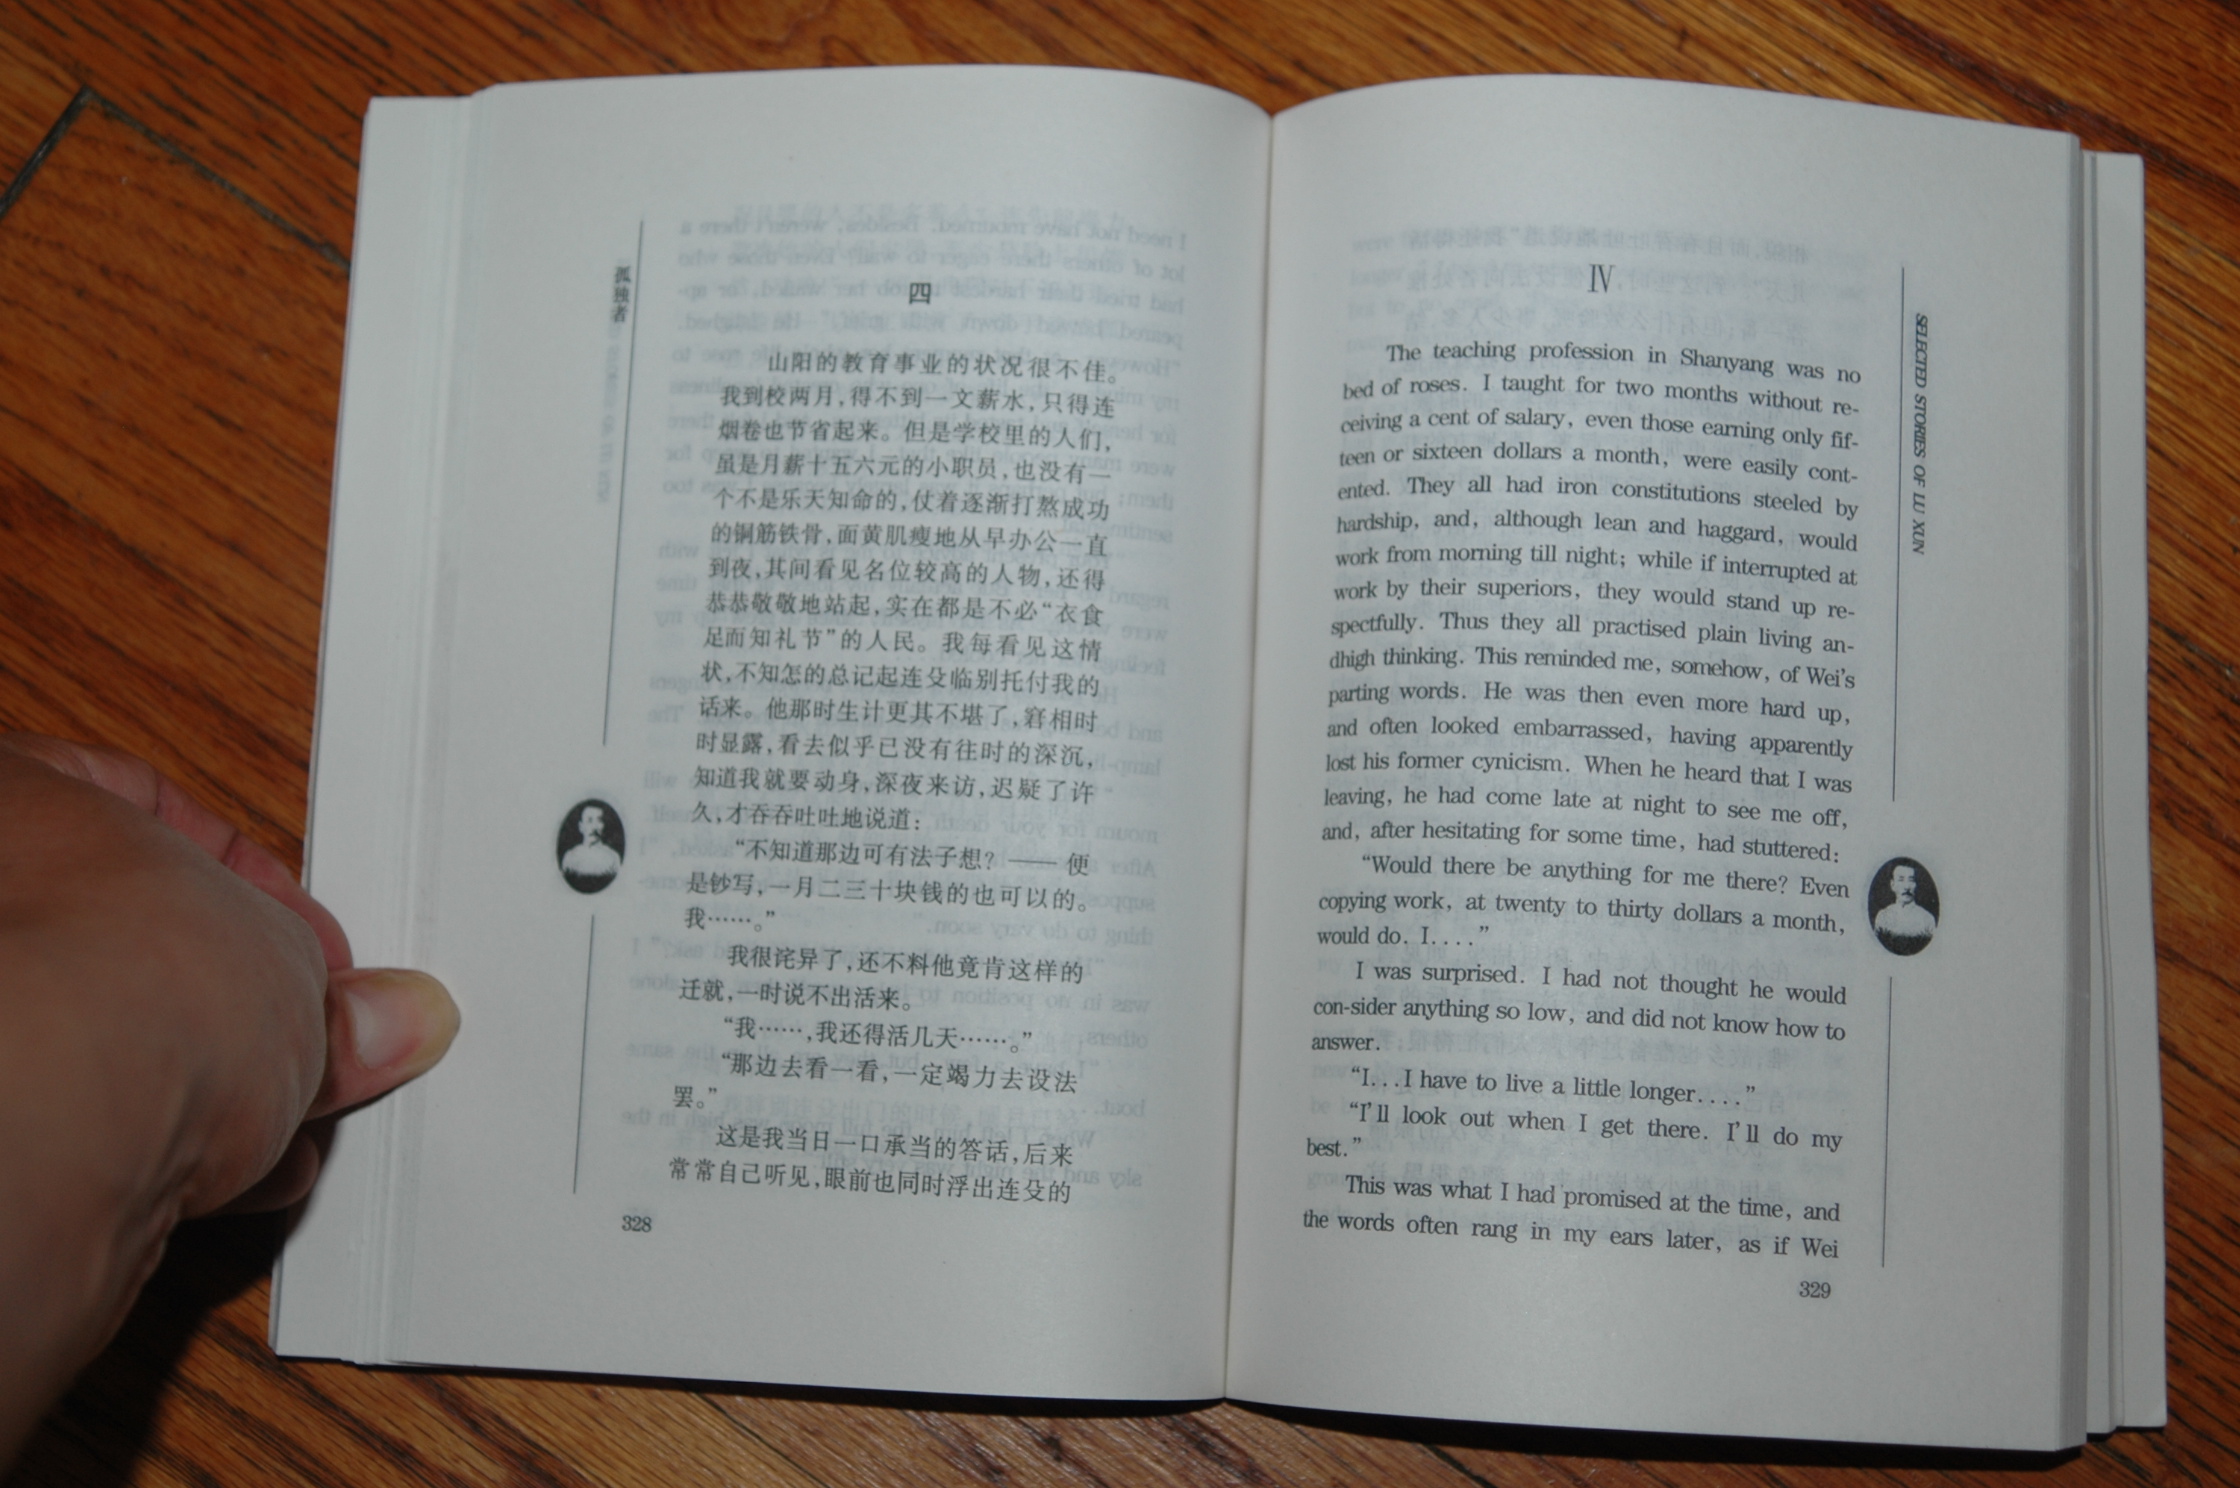 孤独者
四
山阳的教育事业的状况很不佳。
我到校两月,得不到一文薪水,只得连
烟卷也节省起来。但是学校里的人们,
虽是月薪十五六元的小职员,也没有一
个不是乐天知命的,仗着逐渐打熬成功
的铜筋铁骨,面黄肌瘦地从早办公一直
到夜,其间看见名位较高的人物,还得
恭恭敬敬地站起,实在都是不必“衣食
足而知礼节”的人民。我每看见这情
状,不知怎的总记起连殳临别托付我的
话来。他那时生计更其不堪了,窘相时
时显露,看去似乎已没有往时的深沉,
知道我就要动身,深夜来访,迟疑了许
久,才吞吞吐吐地说道:
“不知道那边可有法子想?—— 便
是钞写,一月二三十块钱的也可以的。
我……。”
我很诧异了,还不料他竟肯这样的
迁就,一时说不出活来。
“我……,我还得活几天……。”
“那边去看一看,一定竭力去设法
罢。”
这是我当日一口承当的答话,后来
常常自己听见,眼前也同时浮出连殳的
328
SELECTED STORIES OF LU XUN
Ⅳ
The teaching profession in Shanyang was no
bed of roses. I taught for two months without re-
ceiving a cent of salary, even those earning only fif-
teen or sixteen dollars a month, were easily cont-
ented. They all had iron constitutions steeled by
hardship, and, although lean and haggard, would
work from morning till night; while if interrupted at
work by their superiors, they would stand up re-
spectfully. Thus they all practised plain living an-
dhigh thinking. This reminded me, somehow, of Wei's
parting words. He was then even more hard up,
and often looked embarrassed, having apparently
lost his former cynicism. When he heard that I was
leaving, he had come late at night to see me off,
and, after hesitating for some time, had stuttered:
“Would there be anything for me there? Even
copying work, at twenty to thirty dollars a month,
would do. I....”
I was surprised. I had not thought he would
con-sider anything so low, and did not know how to
answer.
“I...I have to live a little longer....”
“I'll look out when I get there. I'll do my
best.”
This was what I had promised at the time, and
the words often rang in my ears later, as if Wei
329